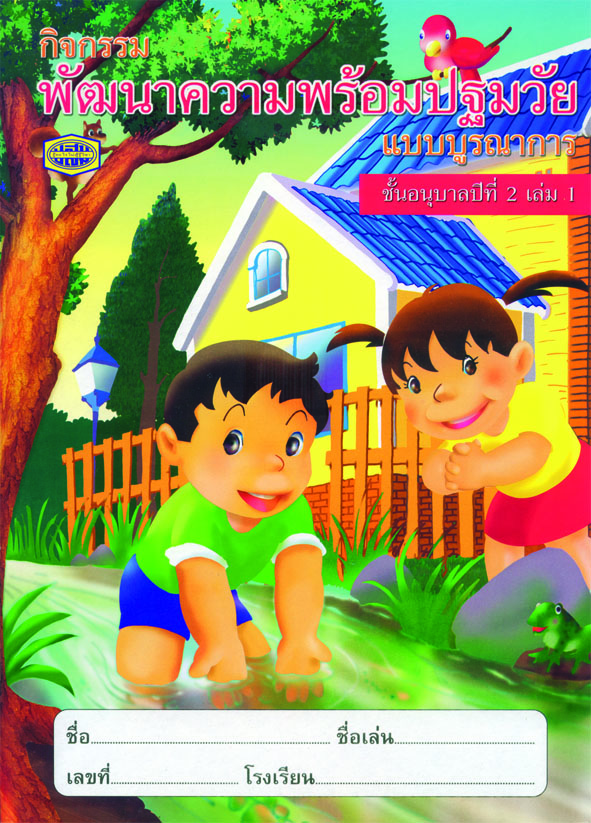 กิจกรรม
พัฒนาความพร้อมปฐมวัย
แบบบูรณาการ
ชั้นอนุบาลปีที่ 2 เล่ม 1
ชื่อ........................................ ชื่อเล่น........................
เลขที่...................... โรงเรียน........................................